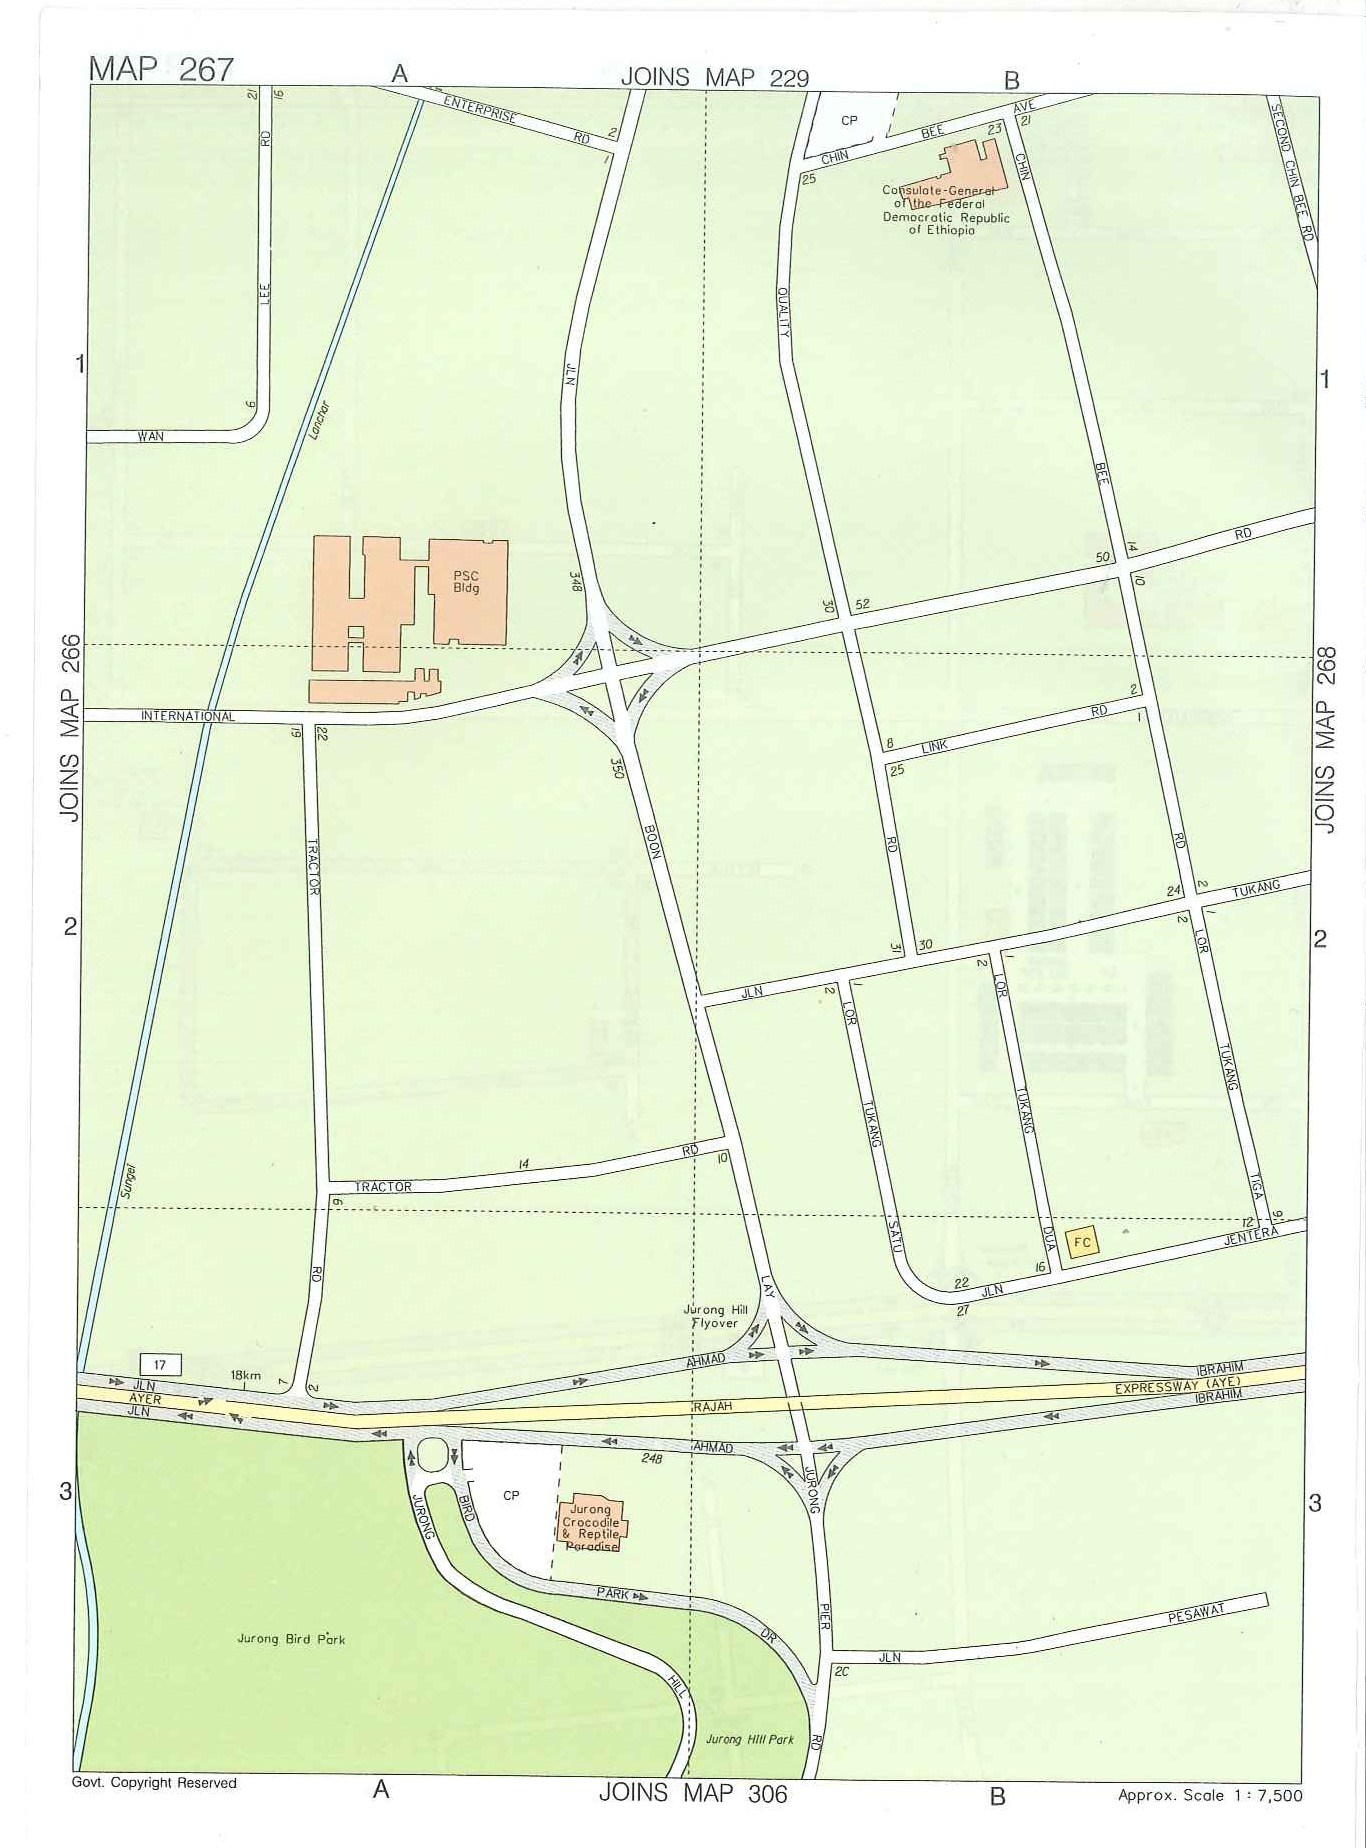 MAP 267
A
JOINS MAP 229
B
21
16
RD
LEE
9
WAN
ENTERPRISE
RD
2
1
JLN
CP
CHIN
BEE
AVE
25
23
21
CHIN
SECOND CHIN BEE RD
Consulate-General
of the Federal
Democratic Republic
of Ethiopia
QUALITY
1
1
Lanchar
BEE
PSC
Bldg
348
30
52
50
14
10
RD
JOINS MAP 266
JOINS MAP 268
INTERNATIONAL
19
22
350
2
1
RD
LINK
8
25
TRACTOR
BOON
RD
RD
2
2
24
2
TUKANG
1
2
LOR
31
30
2
1
LOR
JLN
2
1
LOR
TUKANG
TUKANG
TUKANG
Sungei
14
RD
10
TRACTOR
6
TIGA
12
9
JENTERA
SATU
DUA
FC
16
22
JLN
27
RD
LAY
Jurong Hill
Flyover
17
18km
7
2
JLN
AYER
JLN
AHMAD
RAJAH
AHMAD
24B
IBRAHIM
EXPRESSWAY (AYE)
IBRAHIM
3
3
JURONG
BIRD
CP
Jurong
Crocodile
& Reptile
Paradise
JURONG
PARK
DR
PIER
PESAWAT
JLN
2C
Jurong Bird Park
HILL
Jurong Hill Park
RD
Govt. Copyright Reserved
A
JOINS MAP 306
B
Approx. Scale 1 : 7,500